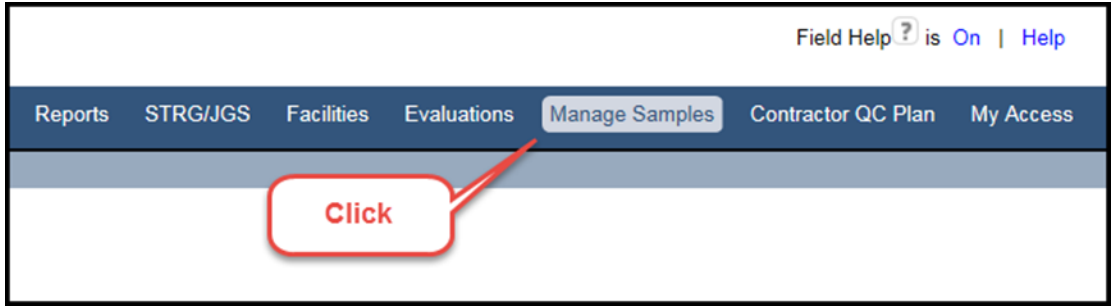 Field Help ? is On | Help
Reports STRG/JGS Facilities Evaluations Manage Samples Contractor QC Plan My Access
Click